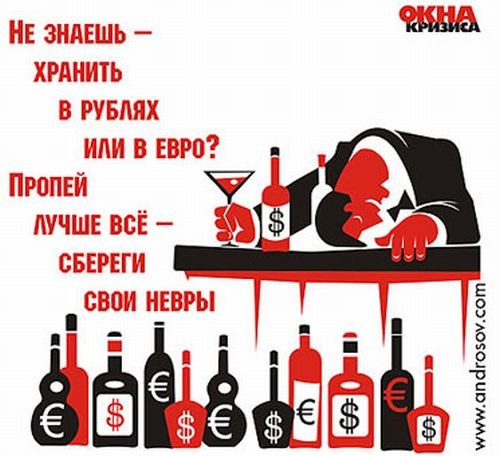 ОКНА
КРИЗИСА
Не знаешь –
хранить
в рублях
или в евро?
Пропей
лучше всё –
сбереги
свои невры
$
€ $ € $ € $ € $ € $
www.androsov.com